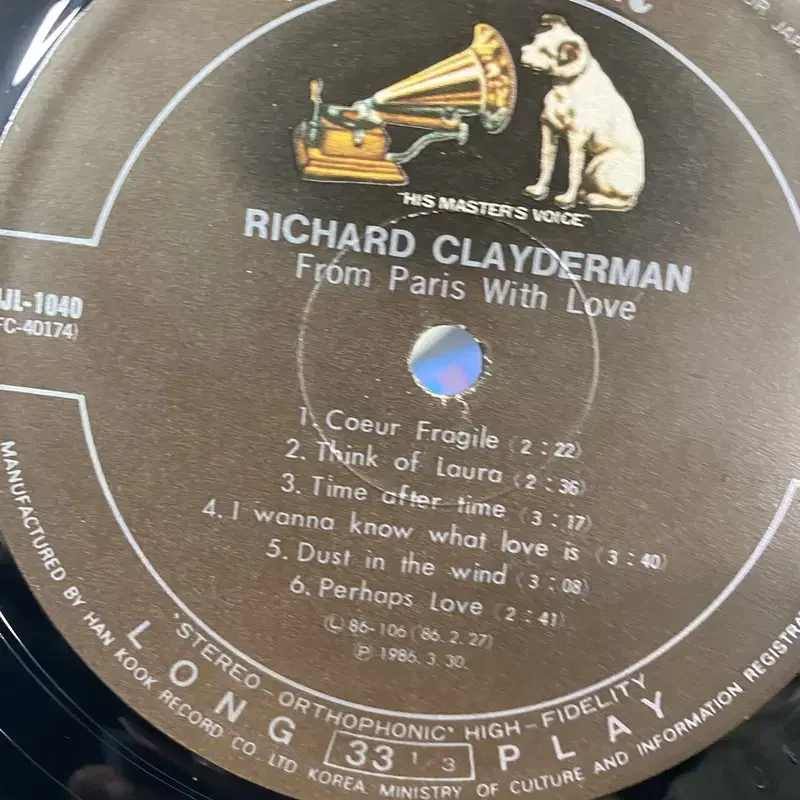 "HIS MASTER'S VOICE"
RICHARD CLAYDERMAN
From Paris With Love
JL-1040
FC-40174)
1. Coeur Fragile (2:22)
2. Think of Laura (2:36)
3. Time after time (3:17)
4. I wanna know what love is (3:40)
5. Dust in the wind (3:08)
6. Perhaps Love (2:41)
Ⓛ 86-106 ('86.2.27)
Ⓟ 1986.3.30.
"STEREO-ORTHOPHONIC" HIGH-FIDELITY
LONG 33 1/3 PLAY
MANUFACTURED BY HAN KOOK RECORD CO. LTD. KOREA MINISTRY OF CULTURE AND INFORMATION